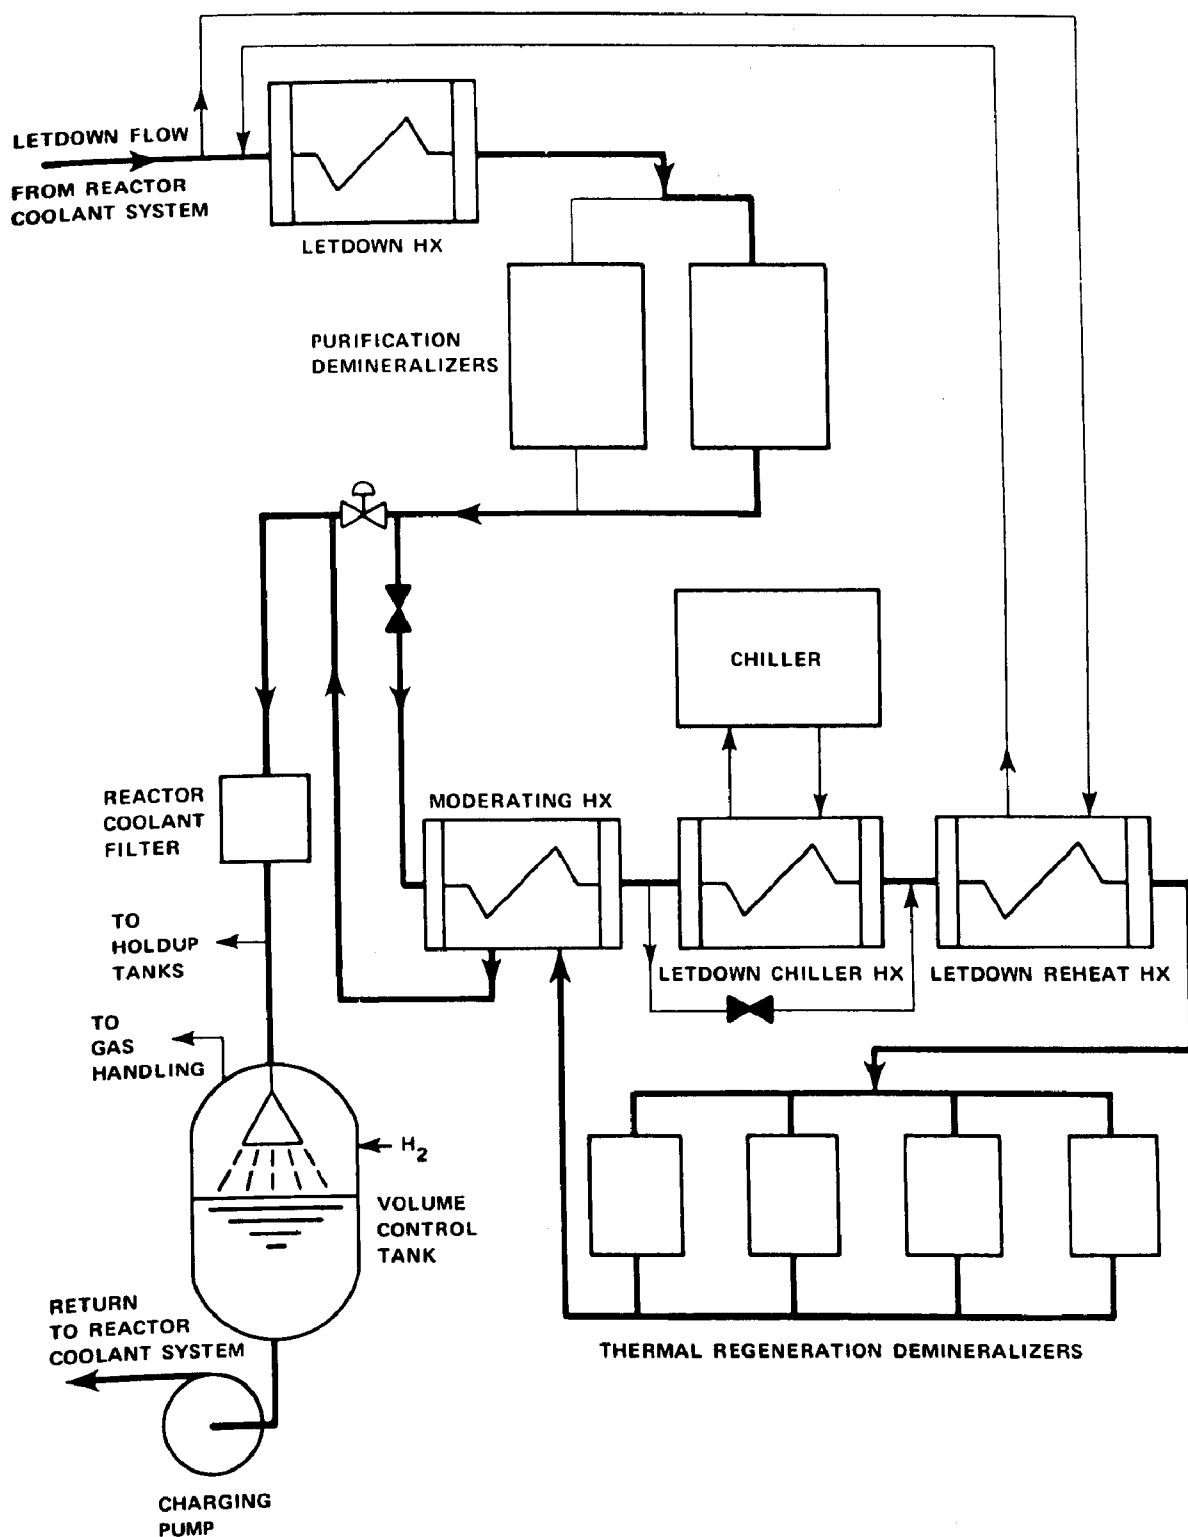 LETDOWN FLOW
FROM REACTOR
COOLANT SYSTEM
LETDOWN HX
PURIFICATION
DEMINERALIZERS
CHILLER
REACTOR
COOLANT
FILTER
MODERATING HX
TO
HOLDUP
TANKS
LETDOWN CHILLER HX
LETDOWN REHEAT HX
TO
GAS
HANDLING
H2
VOLUME
CONTROL
TANK
RETURN
TO REACTOR
COOLANT SYSTEM
THERMAL REGENERATION DEMINERALIZERS
CHARGING
PUMP